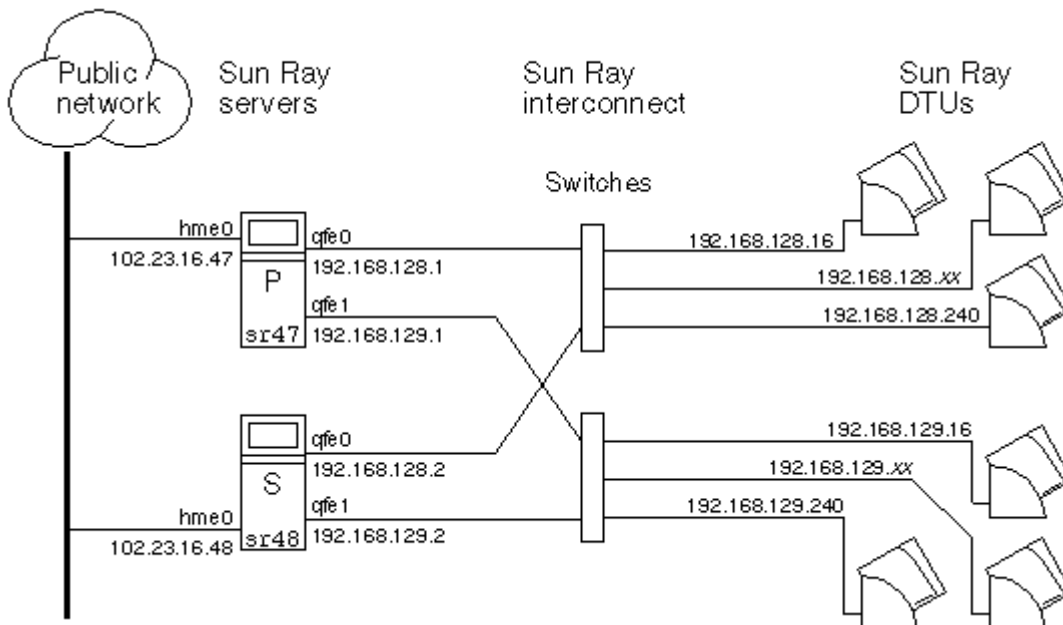 Public
network
Sun Ray
servers
Sun Ray
interconnect
Sun Ray
DTUs
Switches
hme0
102.23.16.47
P
sr47
qfe0
192.168.128.1
qfe1
192.168.129.1
192.168.128.16
192.168.128.xx
192.168.128.240
hme0
102.23.16.48
S
sr48
qfe0
192.168.128.2
qfe1
192.168.129.2
192.168.129.16
192.168.129.xx
192.168.129.240